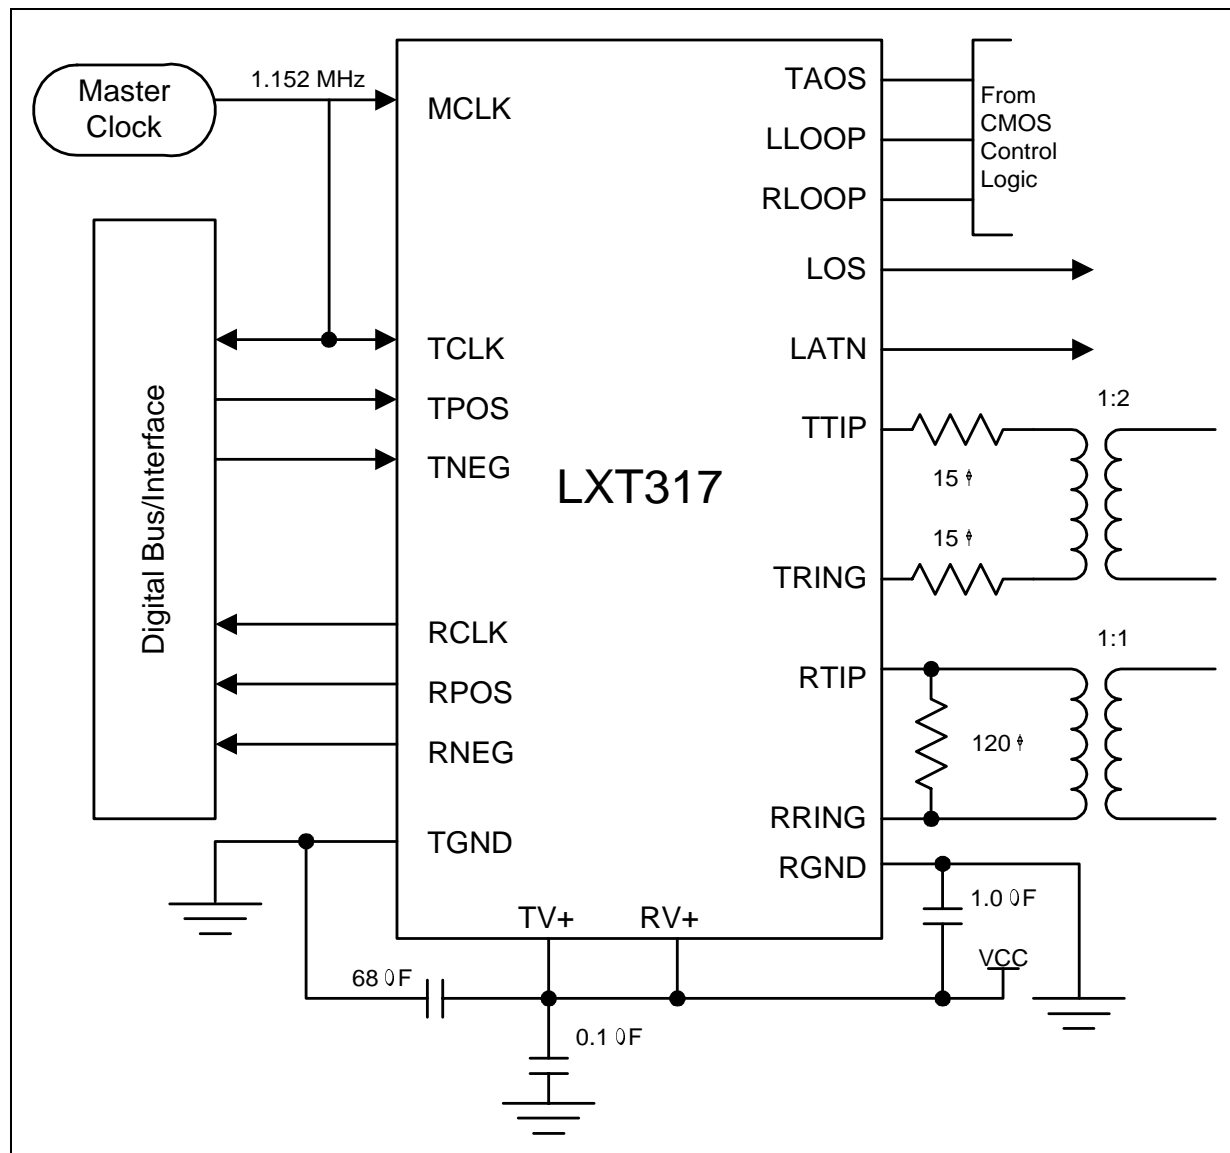 Master
Clock
1.152 MHz
MCLK
TAOS
LLOOP
RLOOP
From
CMOS
Control
Logic
LOS
LATN
TCLK
TPOS
TNEG
Digital Bus/Interface
LXT317
TTIP
1:2
15 ⌽
15 ⌽
TRING
RCLK
RPOS
RNEG
RTIP
1:1
120 ⌽
RRING
TGND
RGND
1.0 ⌷F
TV+
RV+
VCC
68 ⌷F
0.1 ⌷F